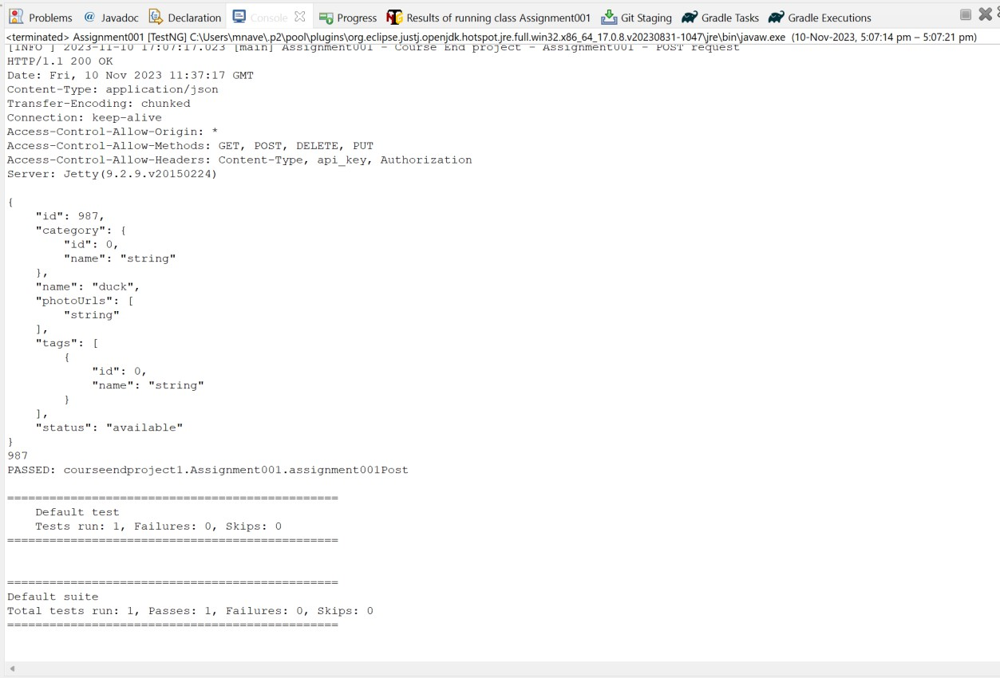 Problems @ Javadoc Declaration Console Progress Results of running class Assignment001 Git Staging Gradle Tasks Gradle Executions
<terminated> Assignment001 [TestNG] C:\Users\mnave\.p2\pool\plugins\org.eclipse.justj.openjdk.hotspot.jre.full.win32.x86_64_17.0.8.v20230831-1047\jre\bin\javaw.exe (10-Nov-2023, 5:07:14 pm – 5:07:21 pm)
[INFO ] 2023-11-10 17:07:17.023 [main] Assignment001 - Course End project - Assignment001 - POST request
HTTP/1.1 200 OK
Date: Fri, 10 Nov 2023 11:37:17 GMT
Content-Type: application/json
Transfer-Encoding: chunked
Connection: keep-alive
Access-Control-Allow-Origin: *
Access-Control-Allow-Methods: GET, POST, DELETE, PUT
Access-Control-Allow-Headers: Content-Type, api_key, Authorization
Server: Jetty(9.2.9.v20150224)
{
    "id": 987,
    "category": {
        "id": 0,
        "name": "string"
    },
    "name": "duck",
    "photoUrls": [
        "string"
    ],
    "tags": [
        {
            "id": 0,
            "name": "string"
        }
    ],
    "status": "available"
}
987
PASSED: courseendproject1.Assignment001.assignment001Post
===============================================
    Default test
    Tests run: 1, Failures: 0, Skips: 0
===============================================
===============================================
Default suite
Total tests run: 1, Passes: 1, Failures: 0, Skips: 0
===============================================